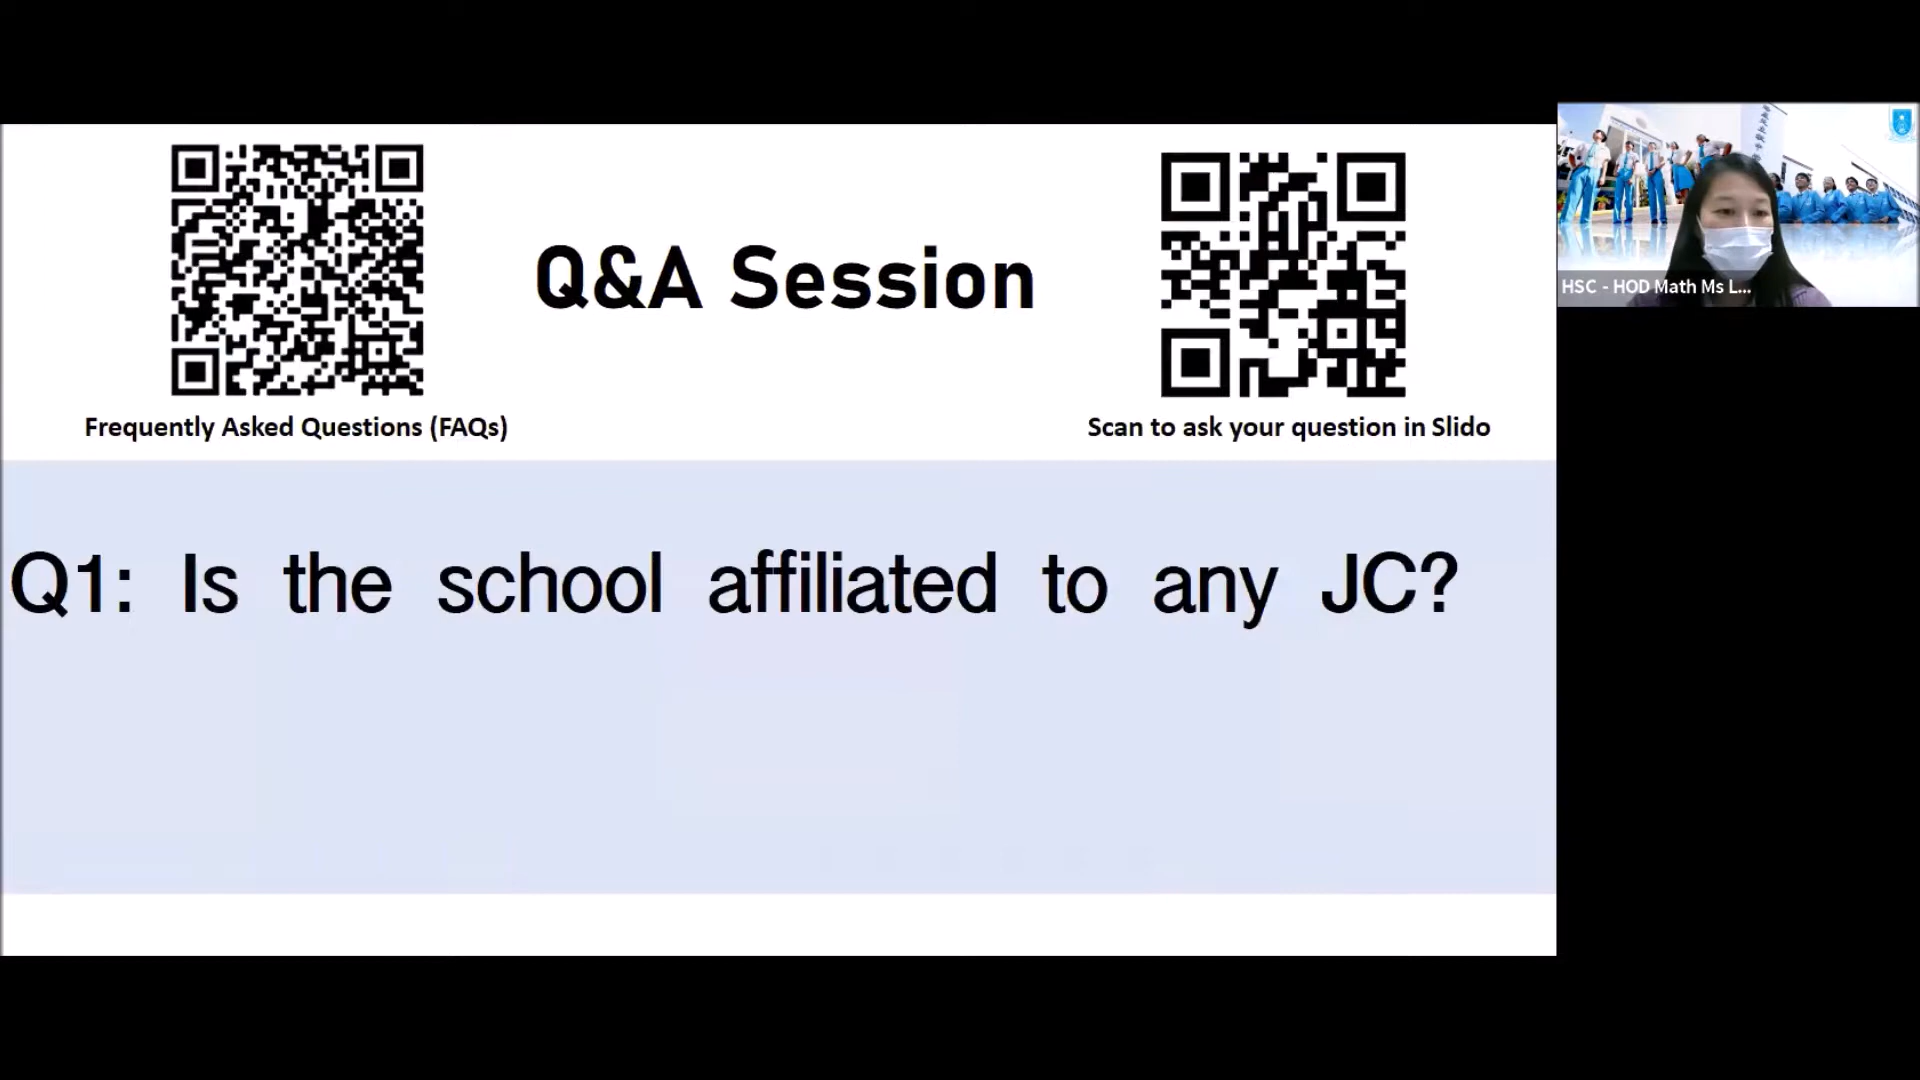 Q&A Session
Frequently Asked Questions (FAQs)
Scan to ask your question in Slido
Q1: Is the school affiliated to any JC?
HSC - HOD Math Ms L...